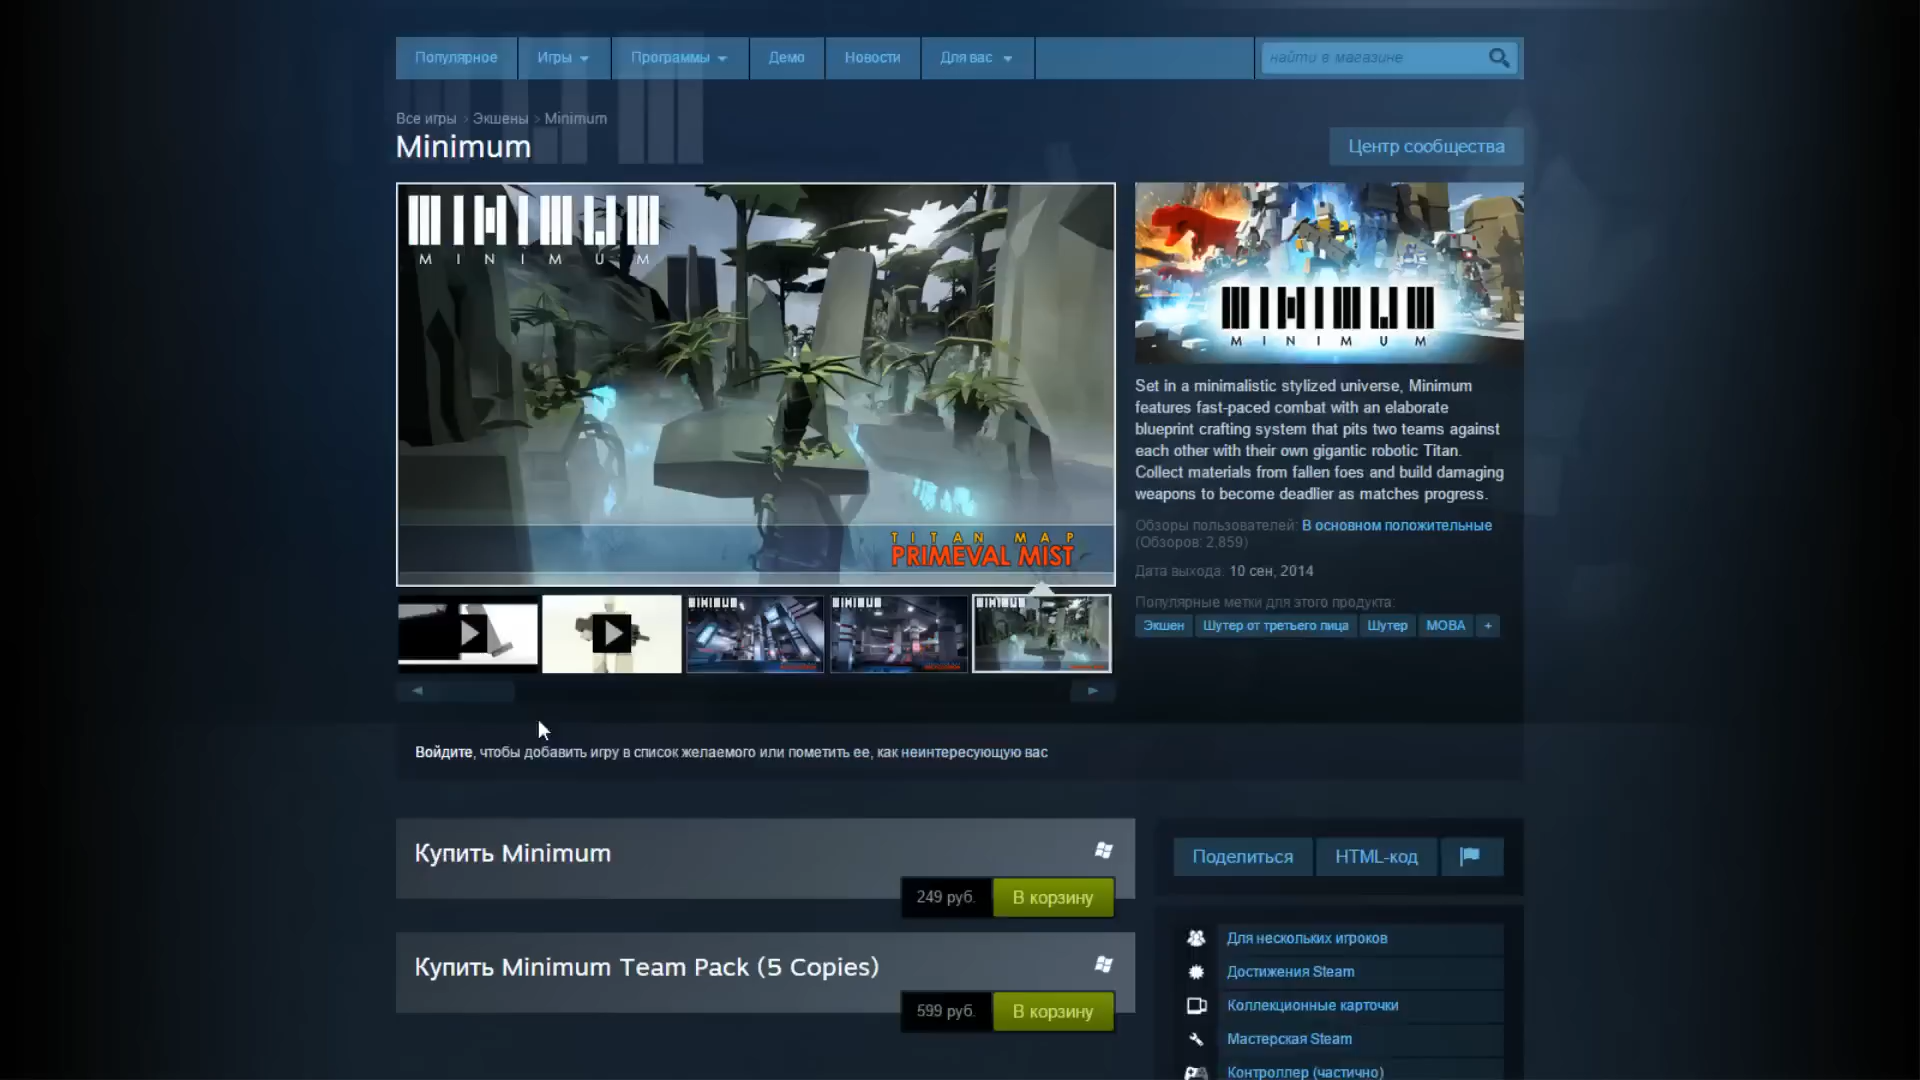 Популярное
Игры
Программы
Демо
Новости
Для вас
найти в магазине
Все игры > Экшены > Minimum
Minimum
Центр сообщества
MINIMUM
MINIMUM
TITAN MAP
PRIMEVAL MIST
MINIMUM
MINIMUM
Set in a minimalistic stylized universe, Minimum
features fast-paced combat with an elaborate
blueprint crafting system that pits two teams against
each other with their own gigantic robotic Titan.
Collect materials from fallen foes and build damaging
weapons to become deadlier as matches progress.
Обзоры пользователей: В основном положительные
(Обзоров: 2,859)
Дата выхода: 10 сен, 2014
Популярные метки для этого продукта:
Экшен
Шутер от третьего лица
Шутер
MOBA
+
MINIMUM
MINIMUM
MINIMUM
Войдите, чтобы добавить игру в список желаемого или пометить ее, как неинтересующую вас
Купить Minimum
249 руб.
В корзину
Купить Minimum Team Pack (5 Copies)
599 руб.
В корзину
Поделиться
HTML-код
Для нескольких игроков
Достижения Steam
Коллекционные карточки
Мастерская Steam
Контроллер (частично)